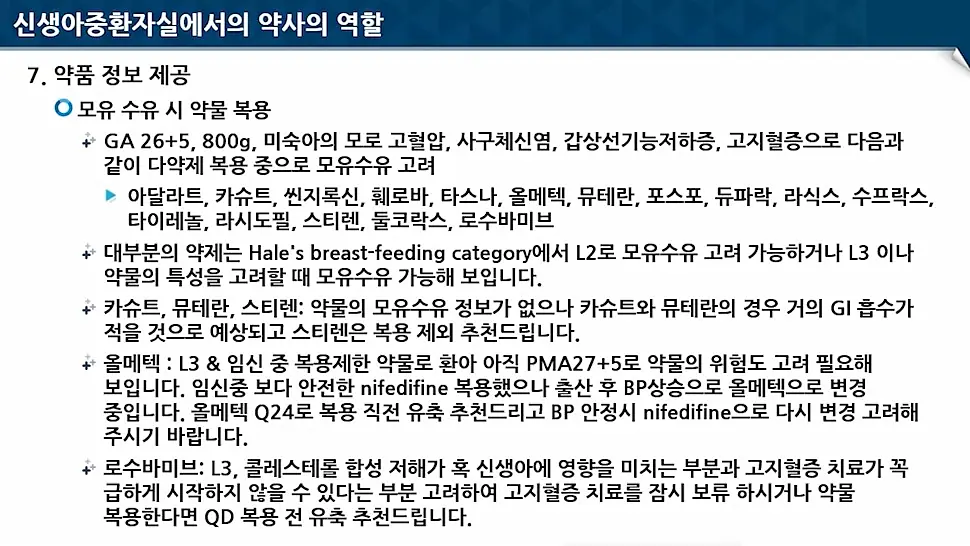 신생아중환자실에서의 약사의 역할
7. 약품 정보 제공
모유 수유 시 약물 복용
GA 26+5, 800g, 미숙아의 모로 고혈압, 사구체신염, 갑상선기능저하증, 고지혈증으로 다음과
같이 다약제 복용 중으로 모유수유 고려
아달라트, 카슈트, 씬지록신, 훼로바, 타스나, 올메텍, 뮤테란, 포스포, 듀파락, 라식스, 수프락스,
타이레놀, 라시도필, 스티렌, 둘코락스, 로수바미브
대부분의 약제는 Hale's breast-feeding category에서 L2로 모유수유 고려 가능하거나 L3 이나
약물의 특성을 고려할 때 모유수유 가능해 보입니다.
카슈트, 뮤테란, 스티렌: 약물의 모유수유 정보가 없으나 카슈트와 뮤테란의 경우 거의 GI 흡수가
적을 것으로 예상되고 스티렌은 복용 제외 추천드립니다.
올메텍 : L3 & 임신 중 복용제한 약물로 환아 아직 PMA27+5로 약물의 위험도 고려 필요해
보입니다. 임신중 보다 안전한 nifedifine 복용했으나 출산 후 BP상승으로 올메텍으로 변경
중입니다. 올메텍 Q24로 복용 직전 유축 추천드리고 BP 안정시 nifedifine으로 다시 변경 고려해
주시기 바랍니다.
로수바미브: L3, 콜레스테롤 합성 저해가 혹 신생아에 영향을 미치는 부분과 고지혈증 치료가 꼭
급하게 시작하지 않을 수 있다는 부분 고려하여 고지혈증 치료를 잠시 보류 하시거나 약물
복용한다면 QD 복용 전 유축 추천드립니다.